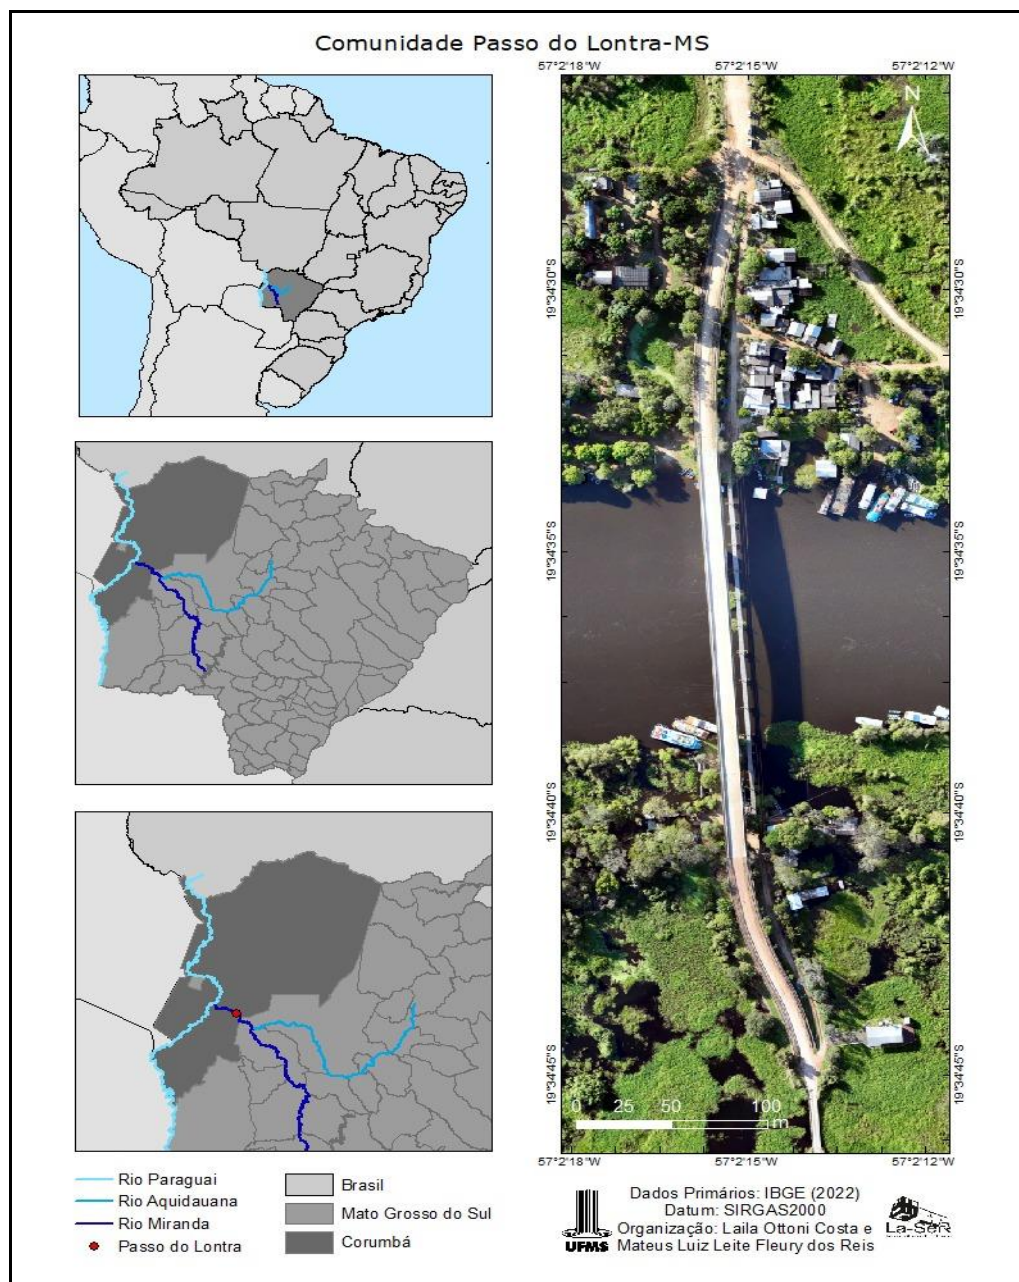 Comunidade Passo do Lontra-MS
57°2'18"W
57°2'15"W
57°2'12"W
N
19°34'30"S
19°34'30"S
19°34'35"S
19°34'35"S
19°34'40"S
19°34'40"S
19°34'45"S
19°34'45"S
0 25 50 100
m
57°2'18"W
57°2'15"W
57°2'12"W
Rio Paraguai
Rio Aquidauana
Rio Miranda
Passo do Lontra
Brasil
Mato Grosso do Sul
Corumbá
UFMS
Dados Primários: IBGE (2022)
Datum: SIRGAS2000
Organização: Laila Ottoni Costa e
Mateus Luiz Leite Fleury dos Reis
La-SeR